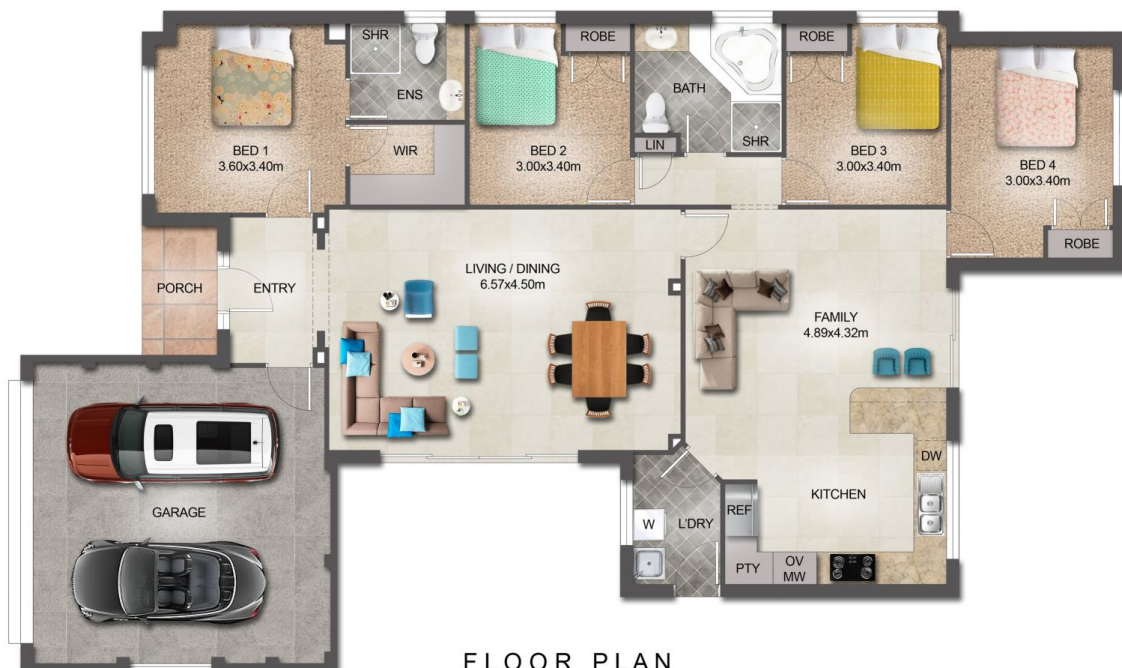 SHR
ROBE
ROBE
BATH
ENS
BED 1
3.60x3.40m
WIR
BED 2
3.00x3.40m
LIN
SHR
BED 3
3.00x3.40m
BED 4
3.00x3.40m
ROBE
PORCH
ENTRY
LIVING / DINING
6.57x4.50m
FAMILY
4.89x4.32m
DW
KITCHEN
GARAGE
REF
W
L'DRY
PTY
OV
MW
FLOOR PLAN